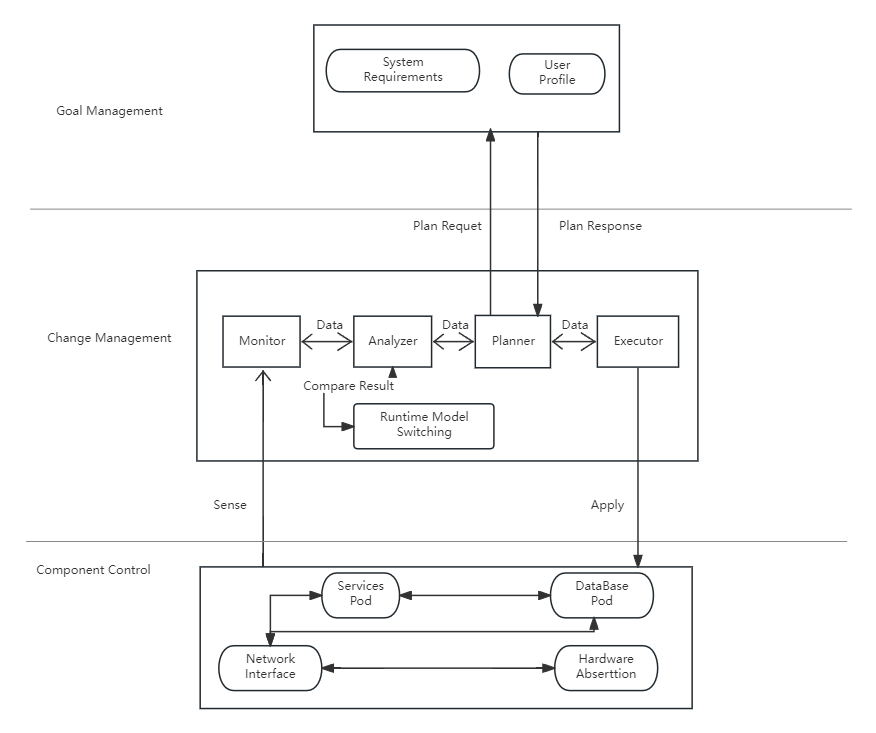 System
Requirements
User
Profile
Goal Management
Plan Requet
Plan Response
Change Management
Monitor
Data
Analyzer
Data
Planner
Data
Executor
Compare Result
Runtime Model
Switching
Sense
Apply
Component Control
Services
Pod
DataBase
Pod
Network
Interface
Hardware
Aberttion